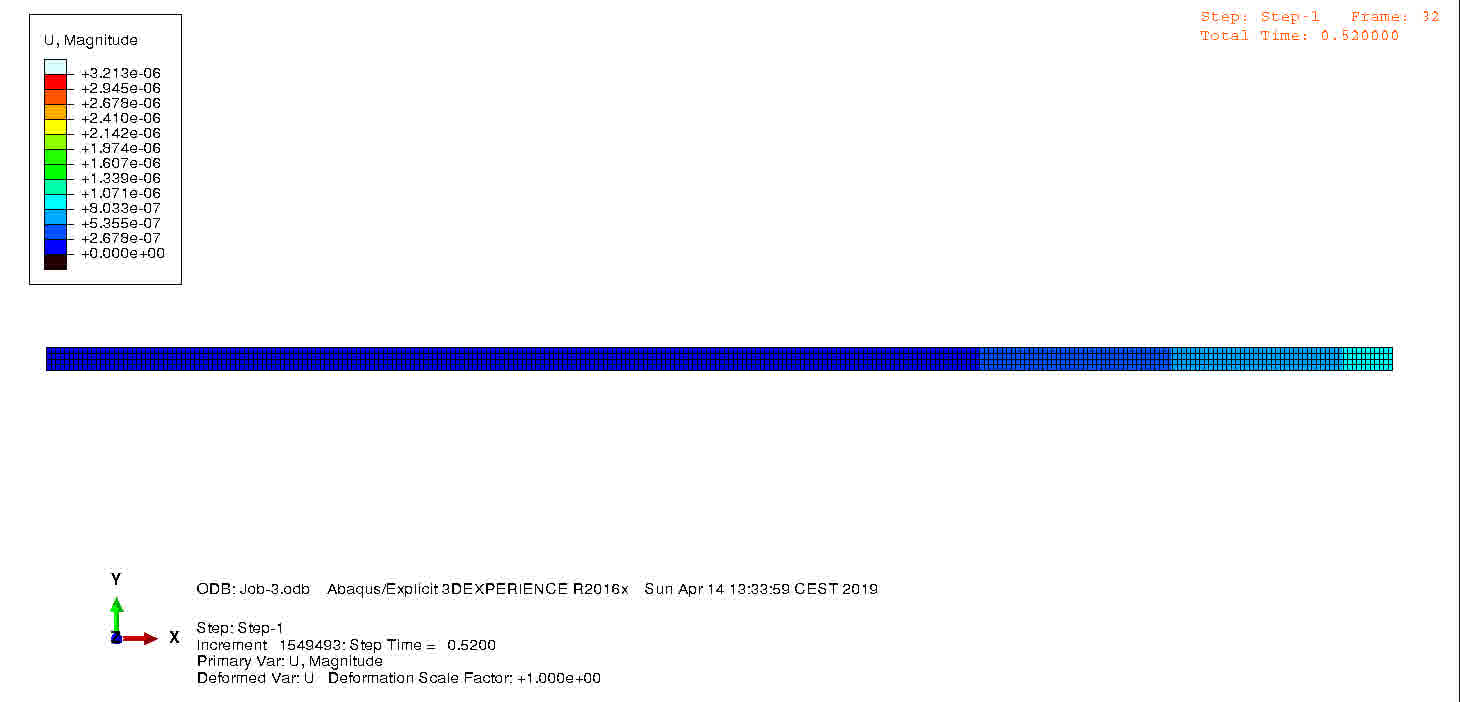 Step: Step-1 Frame: 32
Total Time: 0.520000
U, Magnitude
+3.213e-06
+2.945e-06
+2.678e-06
+2.410e-06
+2.142e-06
+1.874e-06
+1.607e-06
+1.339e-06
+1.071e-06
+8.033e-07
+5.355e-07
+2.678e-07
+0.000e+00
Y
X
ODB: Job-3.odb Abaqus/Explicit 3DEXPERIENCE R2016x Sun Apr 14 13:33:59 CEST 2019
Step: Step-1
Increment 1549493: Step Time = 0.5200
Primary Var: U, Magnitude
Deformed Var: U Deformation Scale Factor: +1.000e+00